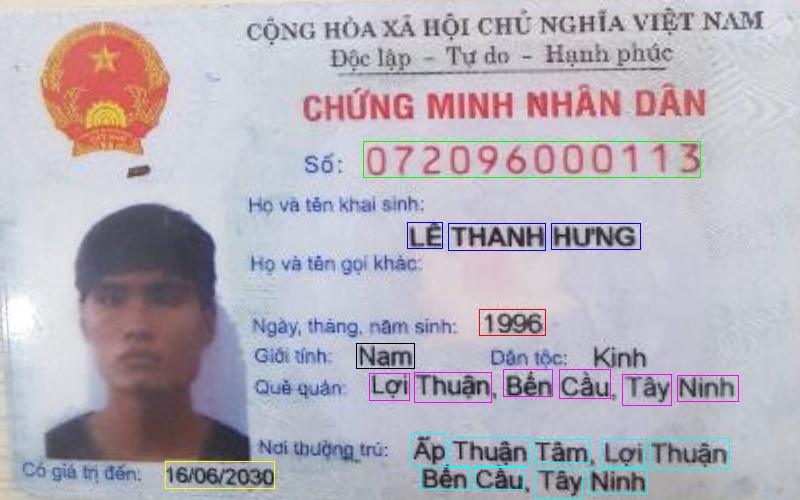 CỘNG HÒA XÃ HỘI CHỦ NGHĨA VIỆT NAM
Độc lập - Tự do - Hạnh phúc
CHỨNG MINH NHÂN DÂN
Số: 072096000113
Họ và tên khai sinh:
LÊ THANH HƯNG
Họ và tên gọi khác:
Ngày, tháng, năm sinh: 1996
Giới tính: Nam Dân tộc: Kinh
Quê quán: Lợi Thuận, Bến Cầu, Tây Ninh
Nơi thường trú: Ấp Thuận Tâm, Lợi Thuận
Bến Cầu, Tây Ninh
Có giá trị đến: 16/06/2030